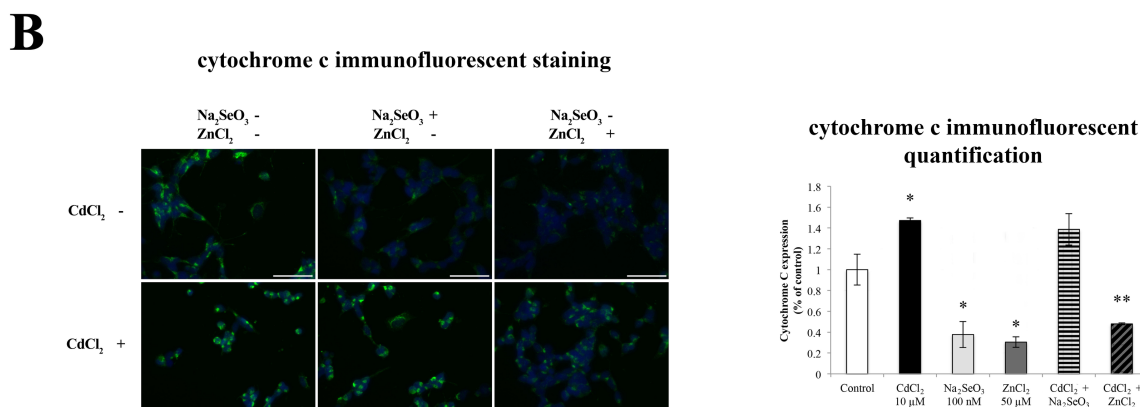 B
cytochrome c immunofluorescent staining
Na₂SeO₃ - Na₂SeO₃ + Na₂SeO₃ -
ZnCl₂ - ZnCl₂ - ZnCl₂ +
CdCl₂ -
CdCl₂ +
cytochrome c immunofluorescent
quantification
Cytochrome C expression
(% of control)
1.8
1.6
1.4
1.2
1
0.8
0.6
0.4
0.2
0
*
*
*
**
Control CdCl₂ Na₂SeO₃ ZnCl₂ CdCl₂ + CdCl₂ +
10 µM 100 nM 50 µM Na₂SeO₃ ZnCl₂